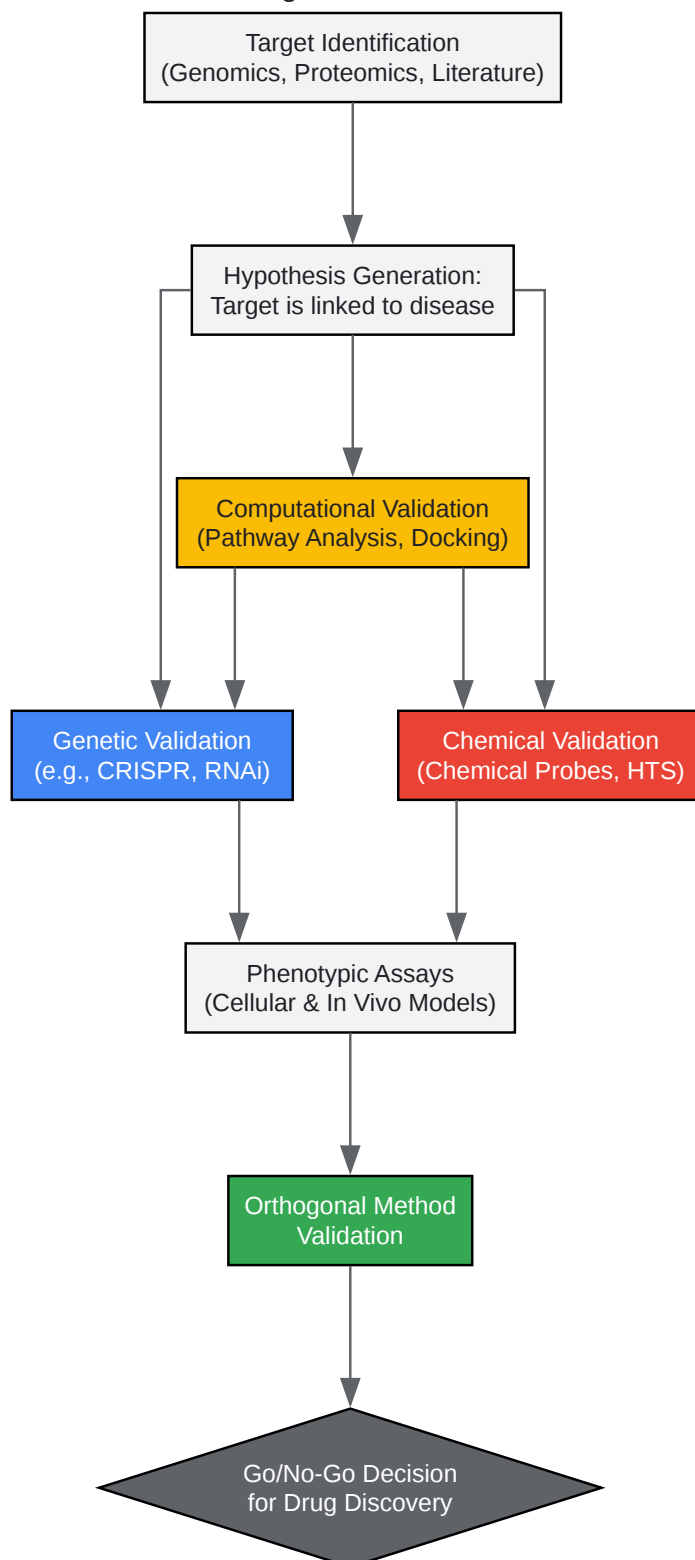 Target Identification
(Genomics, Proteomics, Literature)
Hypothesis Generation:
Target is linked to disease
Computational Validation
(Pathway Analysis, Docking)
Genetic Validation
(e.g., CRISPR, RNAi)
Chemical Validation
(Chemical Probes, HTS)
Phenotypic Assays
(Cellular & In Vivo Models)
Orthogonal Method
Validation
Go/No-Go Decision
for Drug Discovery